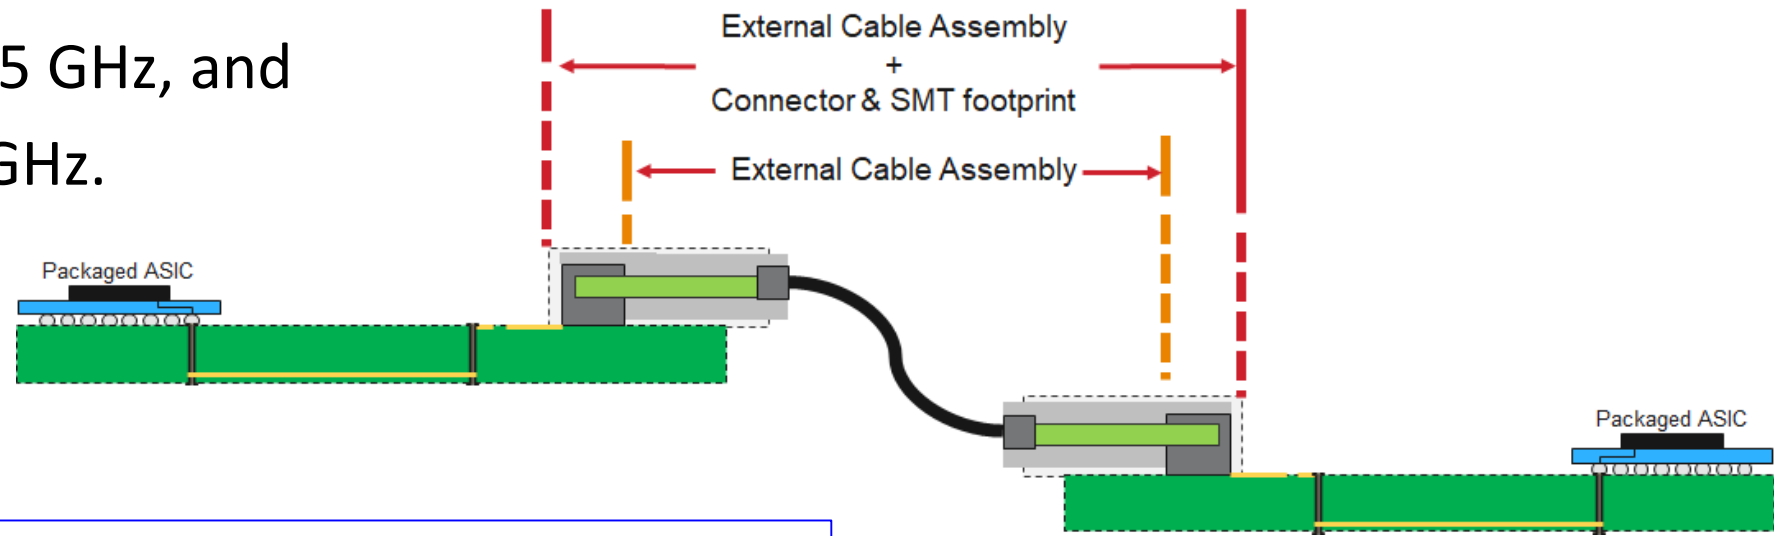 5 GHz, and
GHz.
External Cable Assembly
+
Connector & SMT footprint
External Cable Assembly
Packaged ASIC
Packaged ASIC